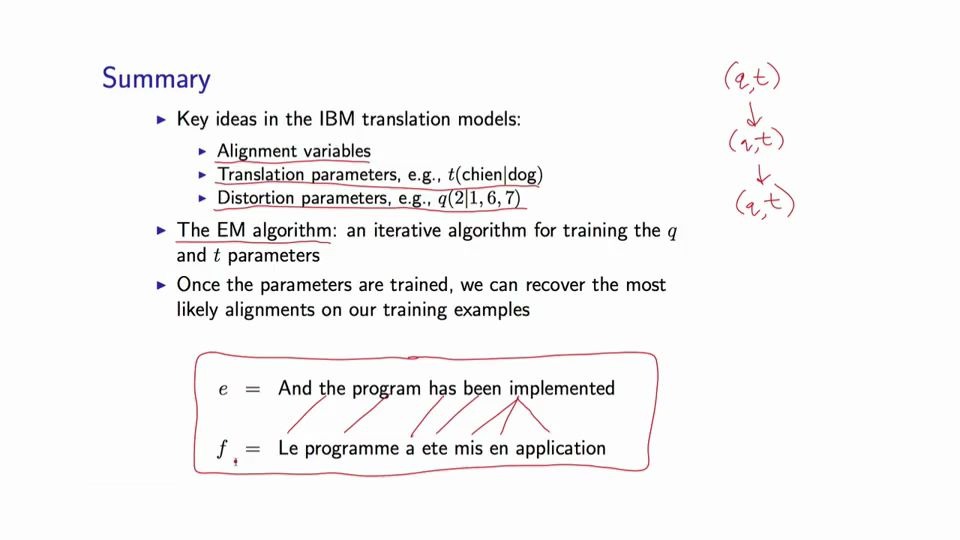 Summary
(q,t)
Key ideas in the IBM translation models:
(q,t)
Alignment variables
Translation parameters, e.g., t(chien|dog)
Distortion parameters, e.g., q(2|1, 6, 7)
(q,t)
The EM algorithm: an iterative algorithm for training the q
and t parameters
Once the parameters are trained, we can recover the most
likely alignments on our training examples
e = And the program has been implemented
f = Le programme a ete mis en application